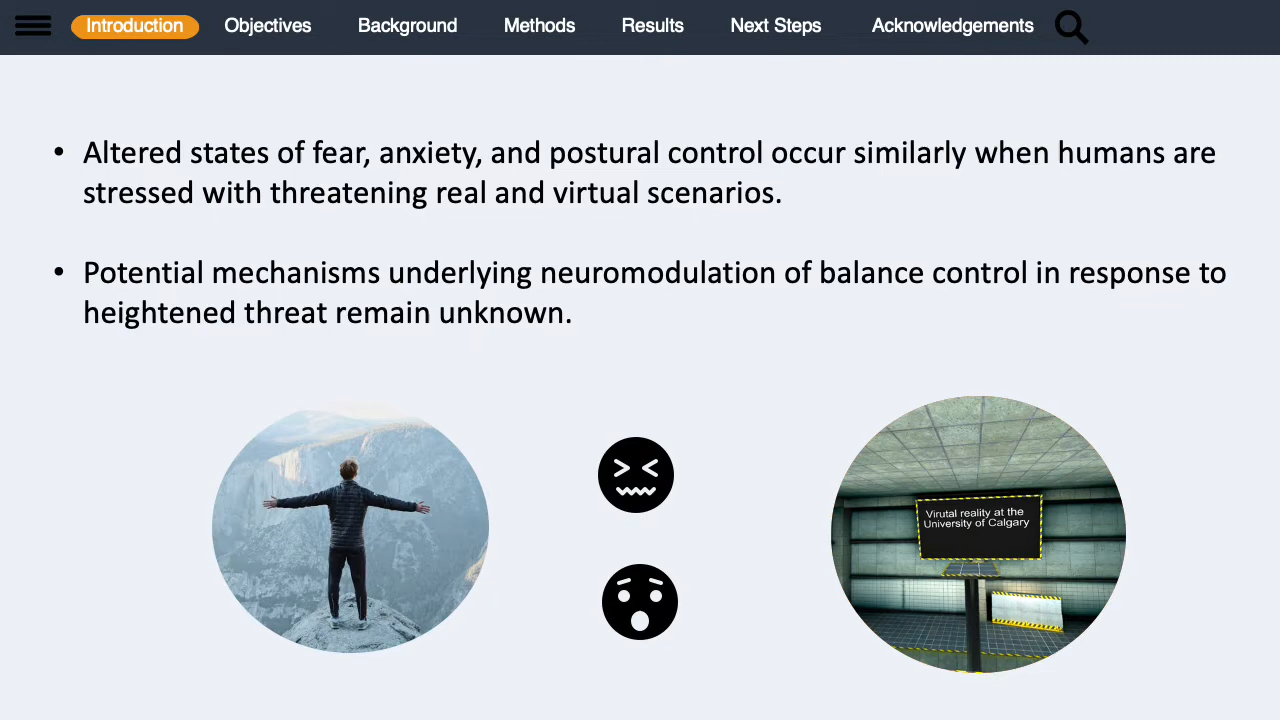 Introduction Objectives Background Methods Results Next Steps Acknowledgements
• Altered states of fear, anxiety, and postural control occur similarly when humans are
stressed with threatening real and virtual scenarios.
• Potential mechanisms underlying neuromodulation of balance control in response to
heightened threat remain unknown.
Virutal reality at the
University of Calgary